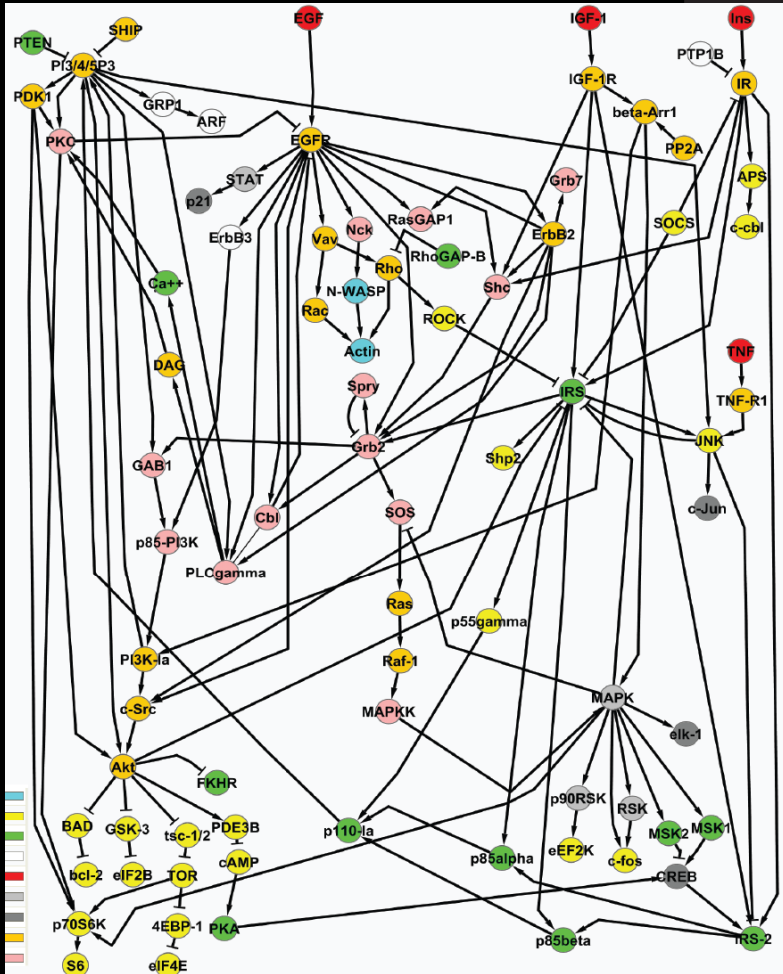 EGF
IGF-1
Ins
SHIP
PTEN
PI3/4/5P3
PTP1B
IGF-1R
IR
PDK1
GRP1
beta-Arr1
ARF
PKC
EGFR
PP2A
STAT
Grb7
APS
p21
RasGAP1
SOCS
Nck
ErbB3
Vav
ErbB2
c-cbl
RhoGAP-B
Rho
Ca++
N-WASP
Shc
Rac
ROCK
Actin
TNF
DAG
Spry
IRS
TNF-R1
Grb2
JNK
GAB1
Shp2
c-Jun
Cbl
SOS
p85-PI3K
PLCgamma
Ras
p55gamma
PI3K-Ia
Raf-1
c-Src
MAPKK
MAPK
elk-1
Akt
FKHR
p90RSK
RSK
BAD
GSK-3
tsc-1/2
PDE3B
p110-Ia
MSK2
MSK1
eEF2K
c-fos
p85alpha
bcl-2
eIF2B
TOR
cAMP
CREB
p70S6K
4EBP-1
PKA
p85beta
IRS-2
S6
eIF4E